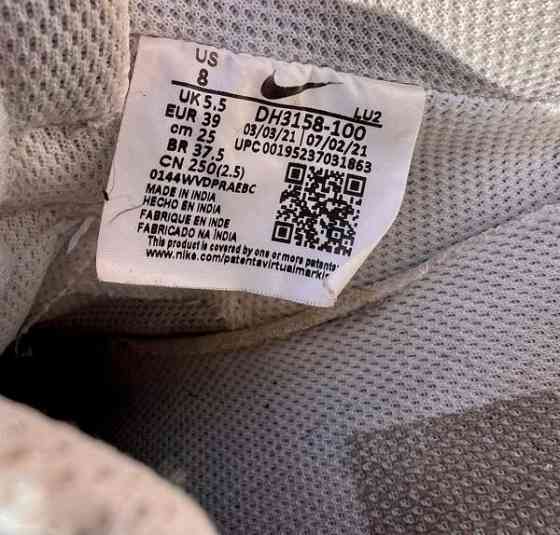 US
8
UK 5,5
EUR 39
cm 25
BR 37,5
CN 250(2.5)
0144WVDPRAEBC
LU2
DH3158-100
03/03/21 07/02/21
UPC 00195237031863
MADE IN INDIA
HECHO EN INDIA
FABRIQUE EN INDE
FABRICADO NA ÍNDIA
This product is covered by one or more patents
www.nike.com/patentavirtualmarkin